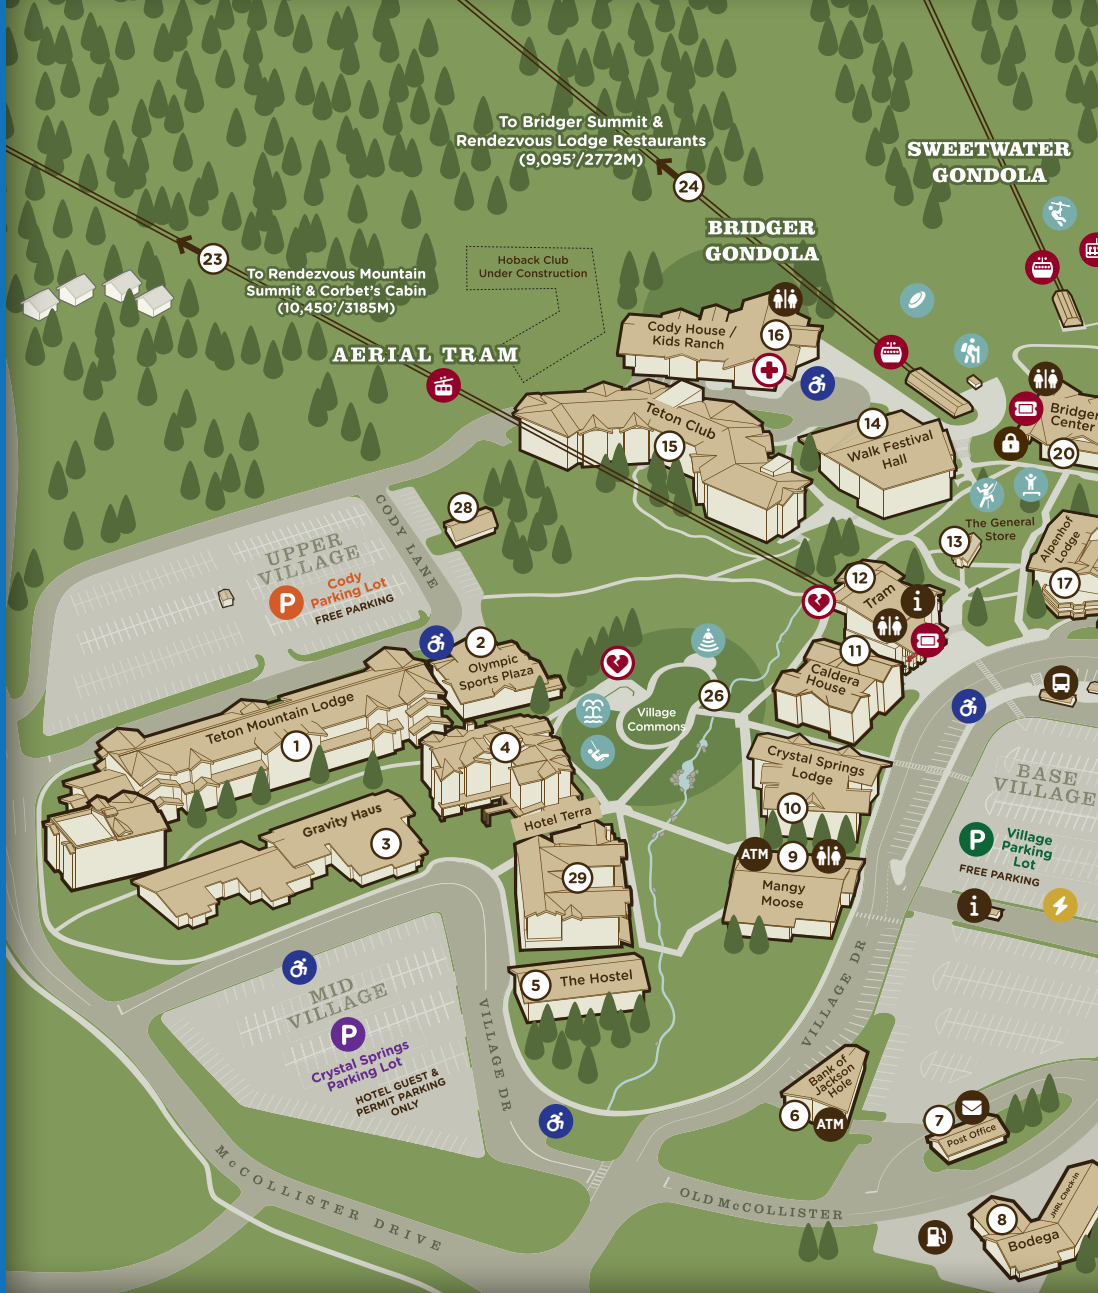 To Bridger Summit &
Rendezvous Lodge Restaurants
(9,095'/2772M)
24
SWEETWATER
GONDOLA
BRIDGER
GONDOLA
23
To Rendezvous Mountain
Summit & Corbet's Cabin
(10,450'/3185M)
Hoback Club
Under Construction
AERIAL TRAM
Cody House /
Kids Ranch
16
Teton Club
15
14
Walk Festival
Hall
Bridger
Center
20
28
CODY LANE
UPPER
VILLAGE
P
Cody
Parking Lot
FREE PARKING
The General
Store
13
Alpenhof
Lodge
17
12
Tram
i
11
Caldera
House
2
Olympic
Sports Plaza
26
Village
Commons
Teton Mountain Lodge
1
4
Hotel Terra
Gravity Haus
3
29
Crystal Springs
Lodge
10
ATM
9
Mangy
Moose
BASE
VILLAGE
P
Village
Parking
Lot
FREE PARKING
i
5
The Hostel
MID
VILLAGE
P
Crystal Springs
Parking Lot
HOTEL GUEST &
PERMIT PARKING
ONLY
VILLAGE DR
VILLAGE DR
Bank of
Jackson
Hole
6
ATM
7
Post Office
McCOLLISTER DRIVE
OLD McCOLLISTER
8
Bodega
JHRL Check-in